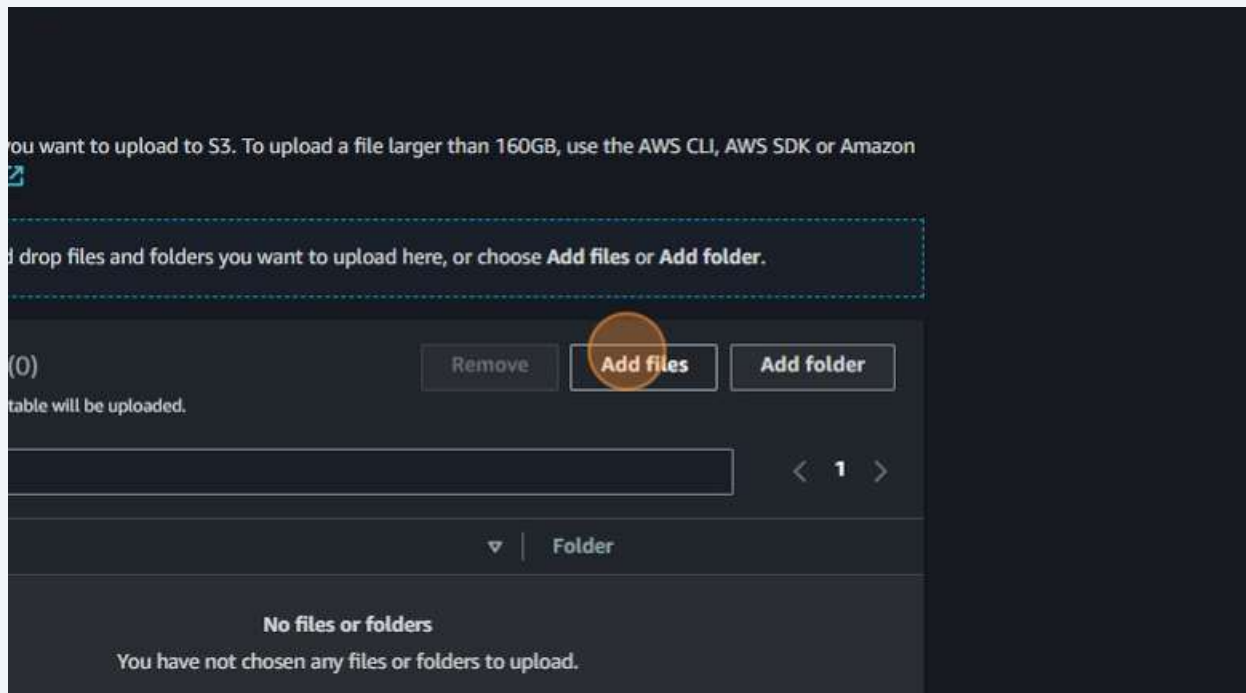 you want to upload to S3. To upload a file larger than 160GB, use the AWS CLI, AWS SDK or Amazon
drop files and folders you want to upload here, or choose Add files or Add folder.
(0)
Remove
Add files
Add folder
table will be uploaded.
1
Folder
No files or folders
You have not chosen any files or folders to upload.